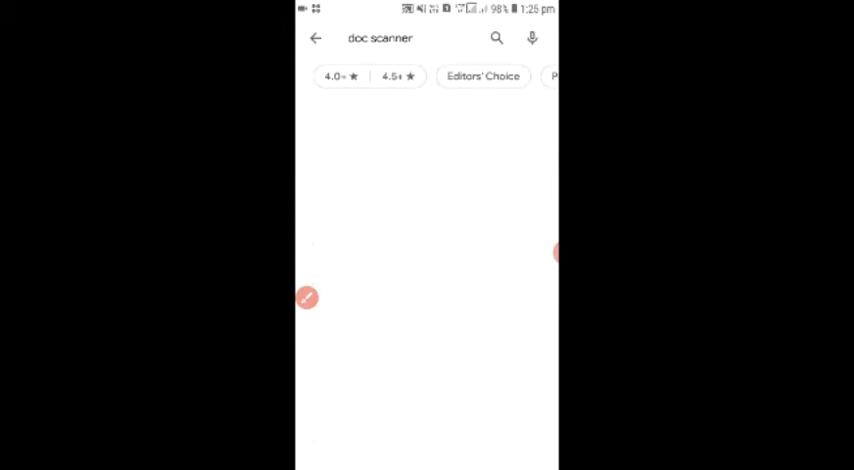 98% 1:25 pm
doc scanner
4.0+ ★ 4.5+ ★ Editors' Choice P